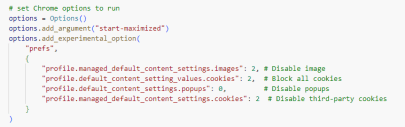 # set Chrome options to run
options = Options()
options.add_argument("start-maximized")
options.add_experimental_option(
    "prefs",
    {
        "profile.managed_default_content_settings.images": 2, # Disable image
        "profile.default_content_setting_values.cookies": 2, # Block all cookies
        "profile.default_content_settings.popups": 0, # Disable popups
        "profile.managed_default_content_settings.cookies": 2 # Disable third-party cookies
    }
)